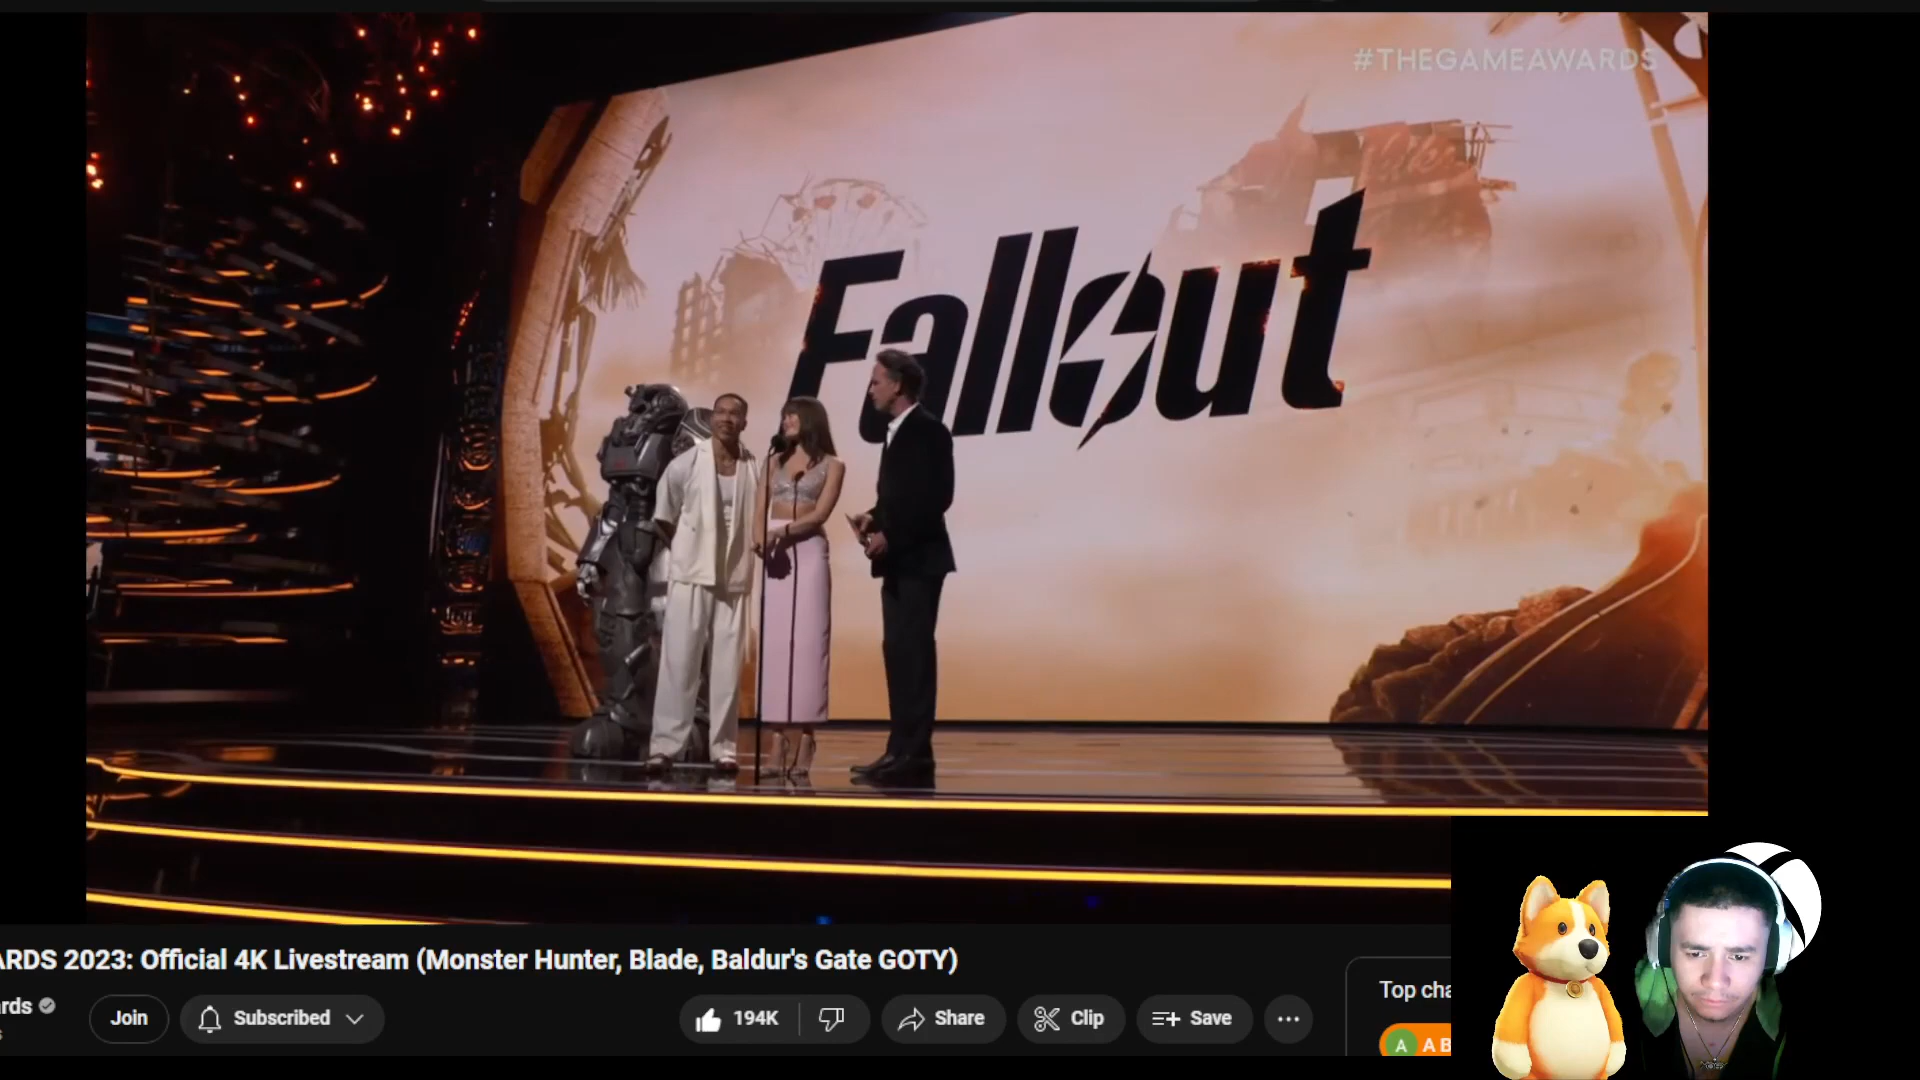 #THEGAMEAWARDS
Fallout
ARDS 2023: Official 4K Livestream (Monster Hunter, Blade, Baldur's Gate GOTY)
rds
Join
Subscribed
194K
Share
Clip
Save
Top cha
A
A B